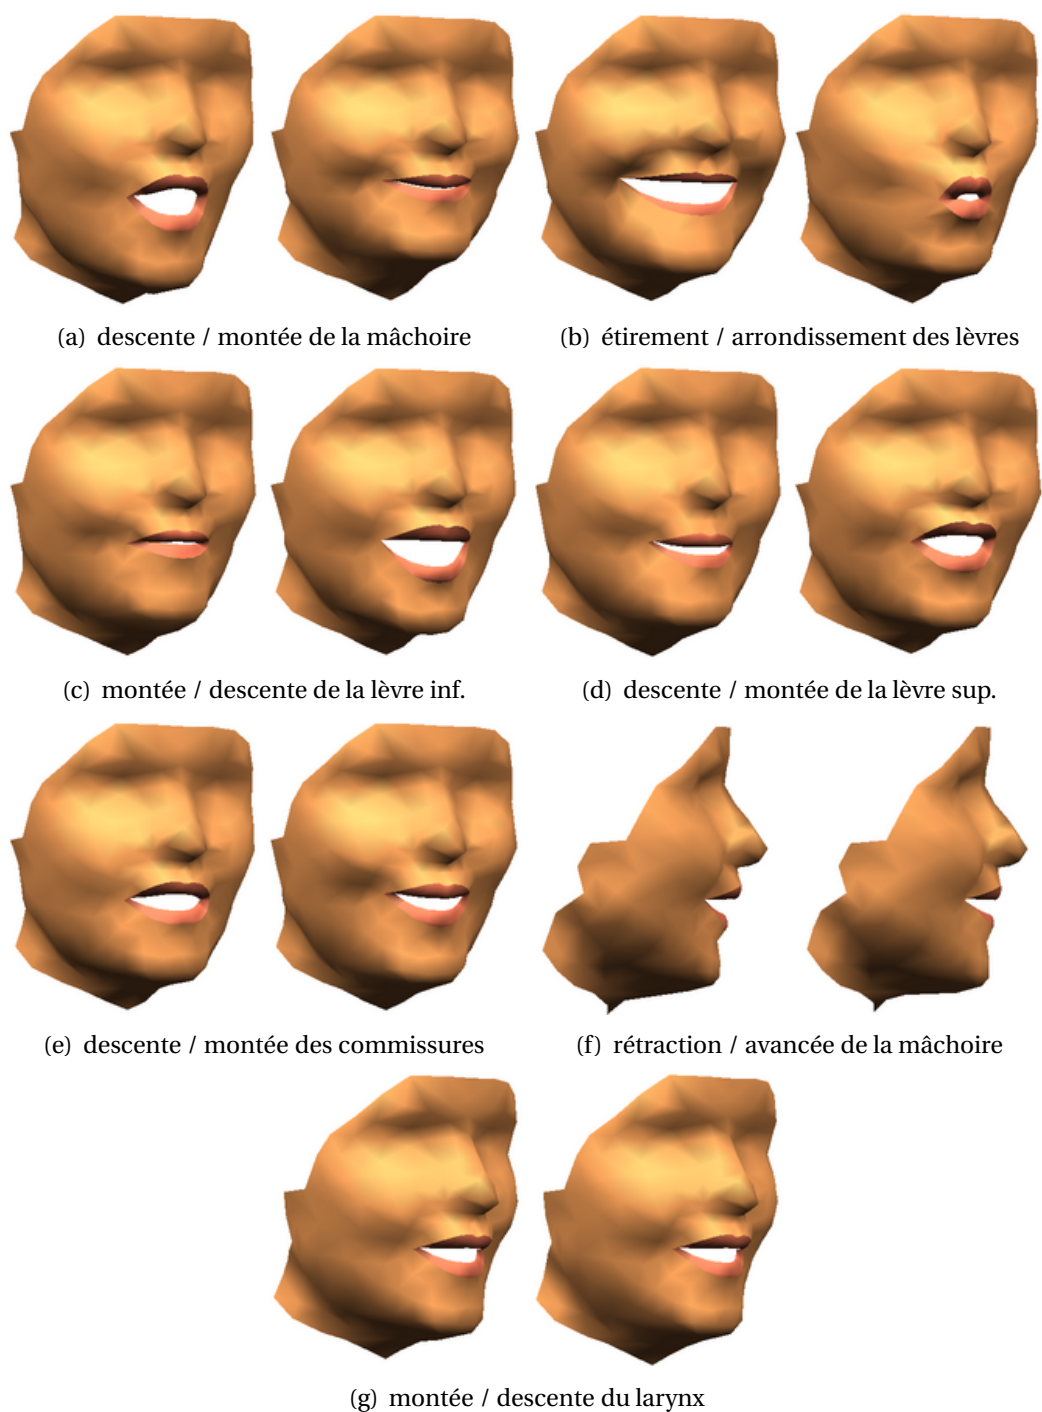 (a) descente / montée de la mâchoire
(b) étirement / arrondissement des lèvres
(c) montée / descente de la lèvre inf.
(d) descente / montée de la lèvre sup.
(e) descente / montée des commissures
(f) rétraction / avancée de la mâchoire
(g) montée / descente du larynx